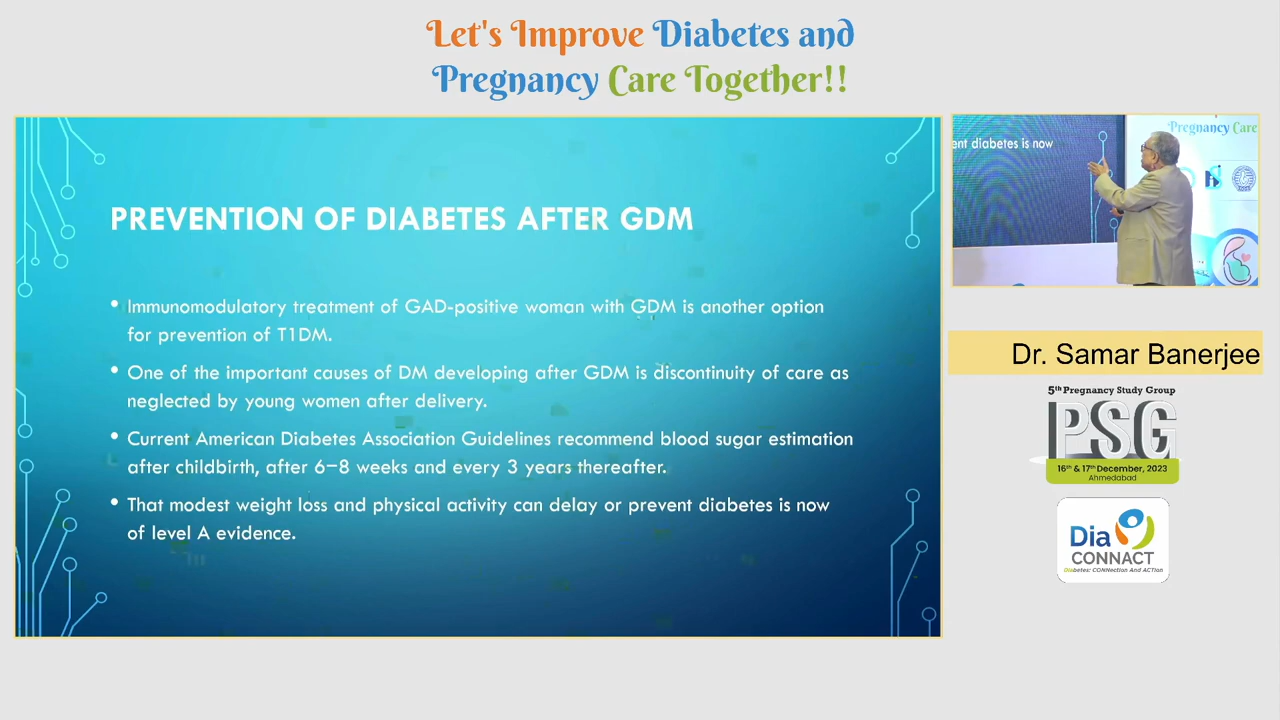 Let's Improve Diabetes and
Pregnancy Care Together!!
PREVENTION OF DIABETES AFTER GDM
• Immunomodulatory treatment of GAD-positive woman with GDM is another option
for prevention of T1DM.
• One of the important causes of DM developing after GDM is discontinuity of care as
neglected by young women after delivery.
• Current American Diabetes Association Guidelines recommend blood sugar estimation
after childbirth, after 6–8 weeks and every 3 years thereafter.
• That modest weight loss and physical activity can delay or prevent diabetes is now
of level A evidence.
Pregnancy Care
ent diabetes is now
Dr. Samar Banerjee
5th Pregnancy Study Group
PSG
16th & 17th December, 2023
Ahmedabad
Dia
CONNACT
Diabetes: CONNection And ACTion